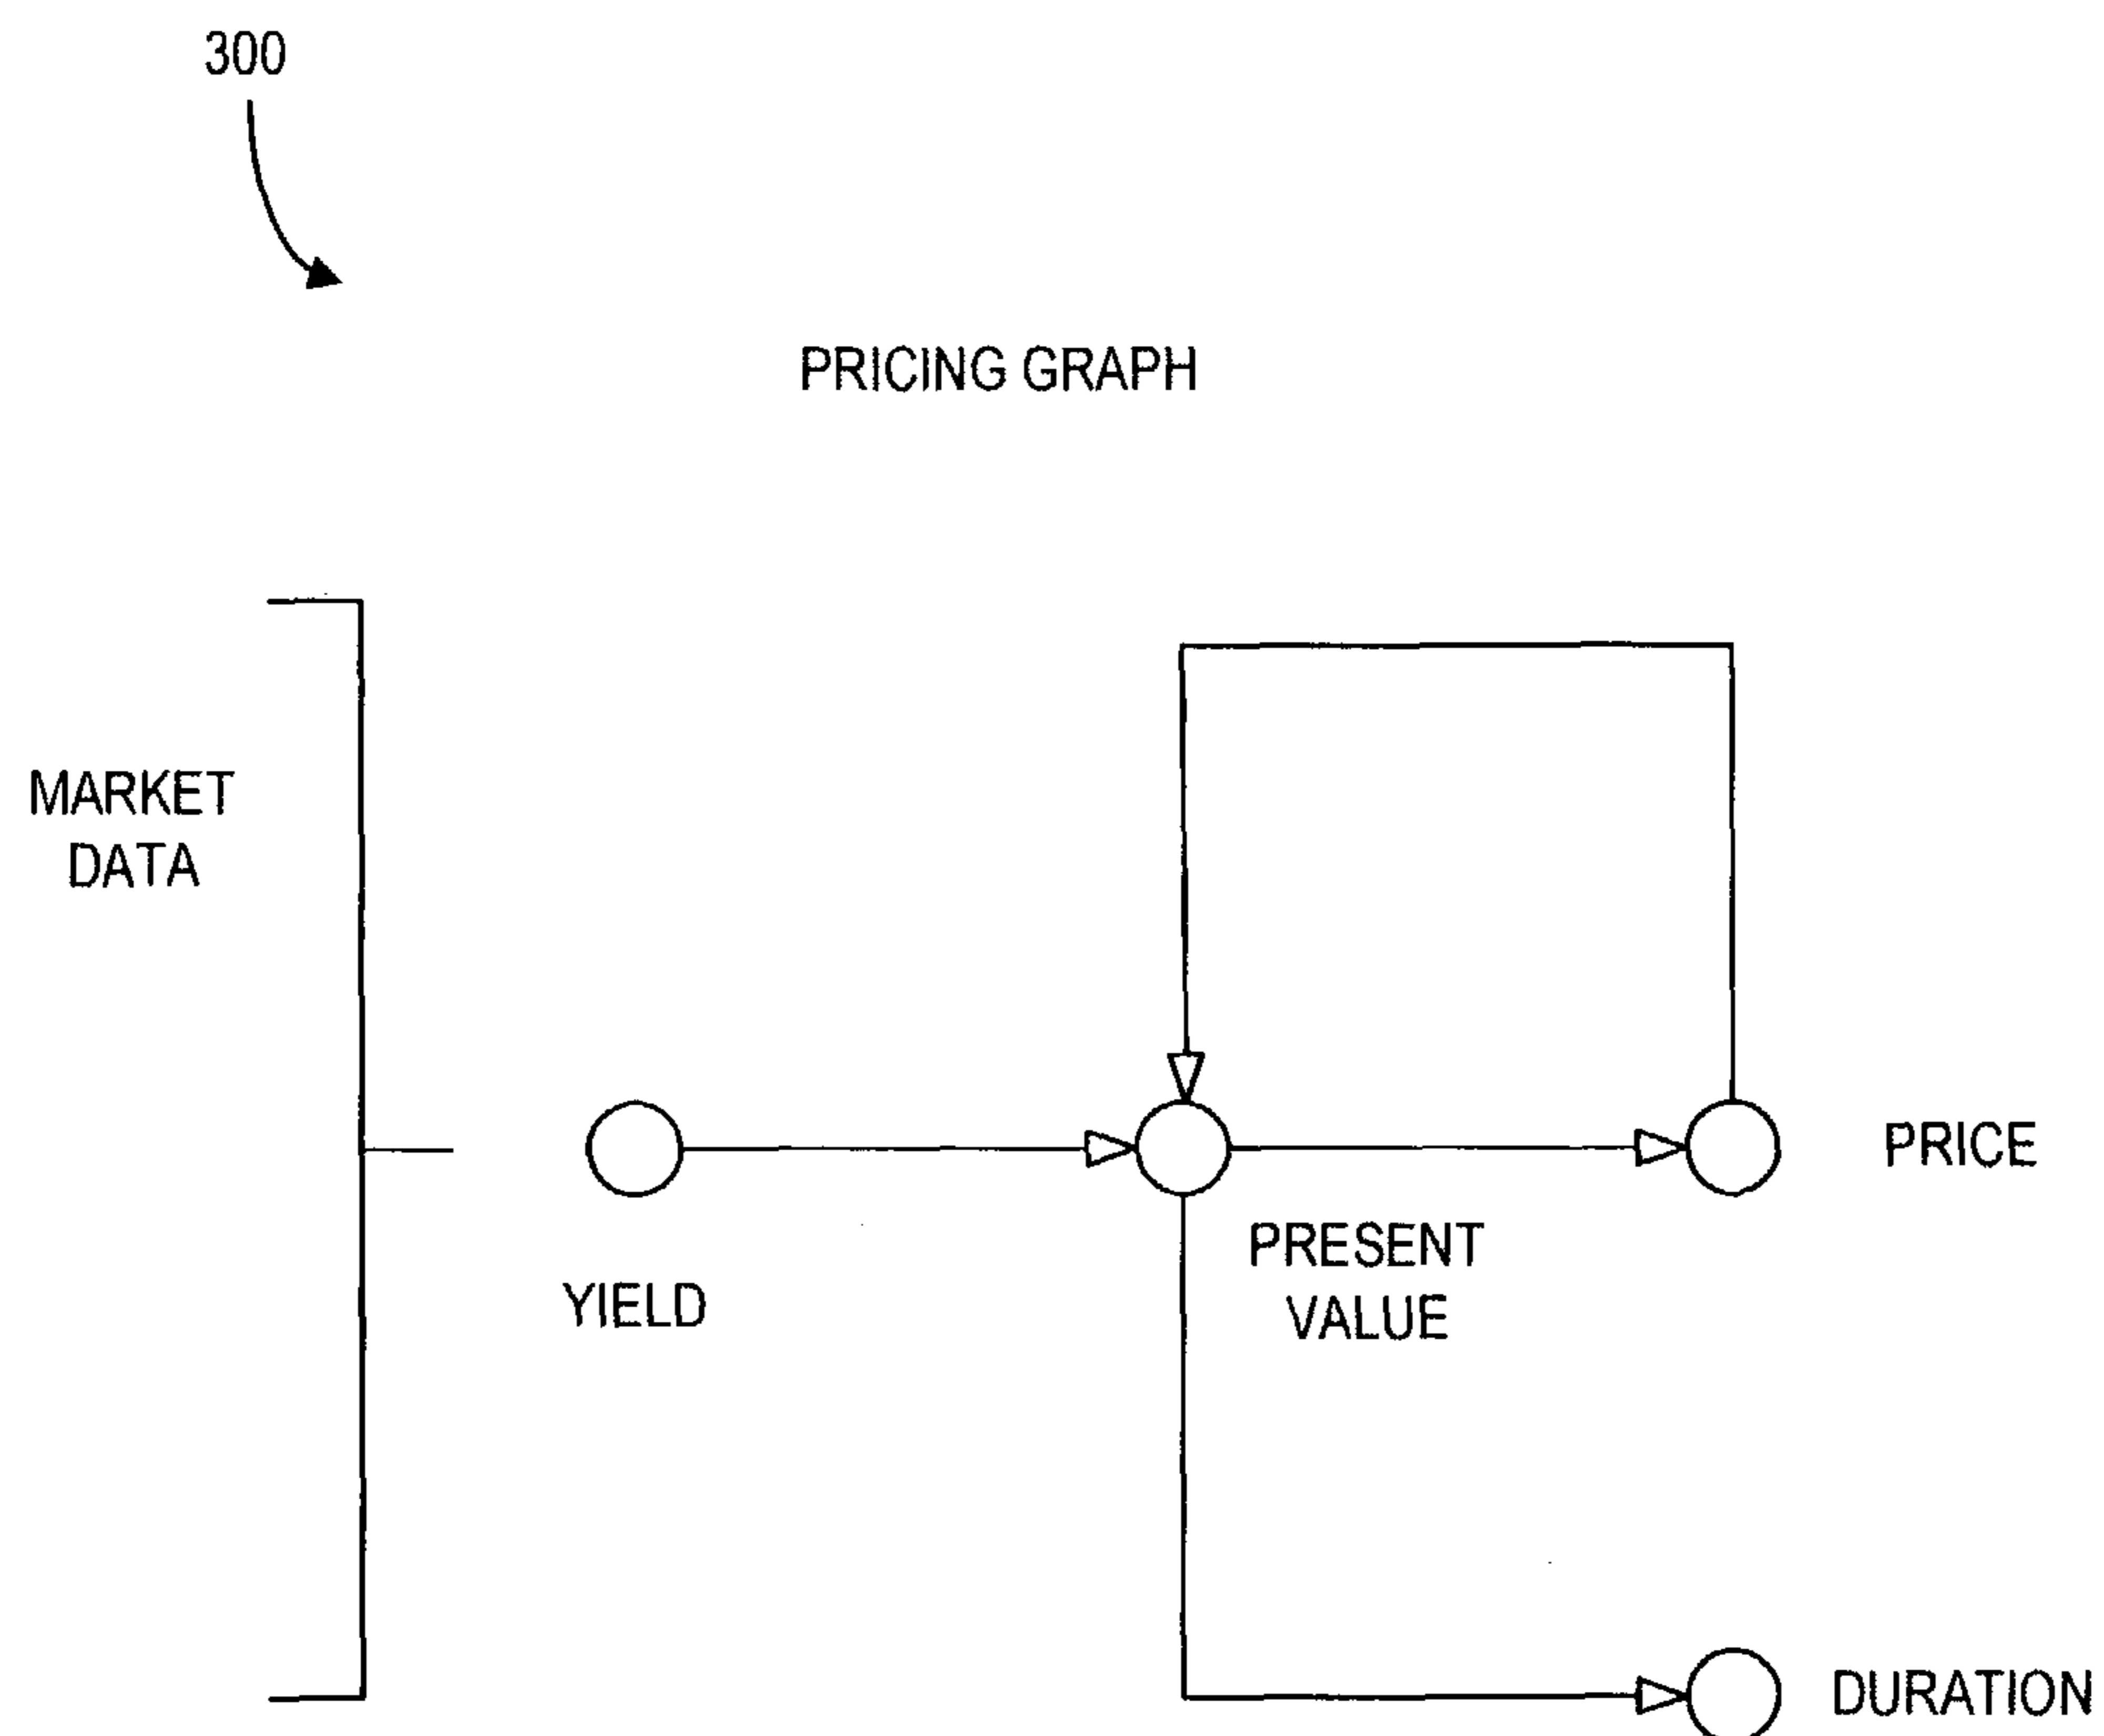 300
PRICING GRAPH
MARKET
DATA
PRICE
PRESENT
VALUE
YIELD
DURATION